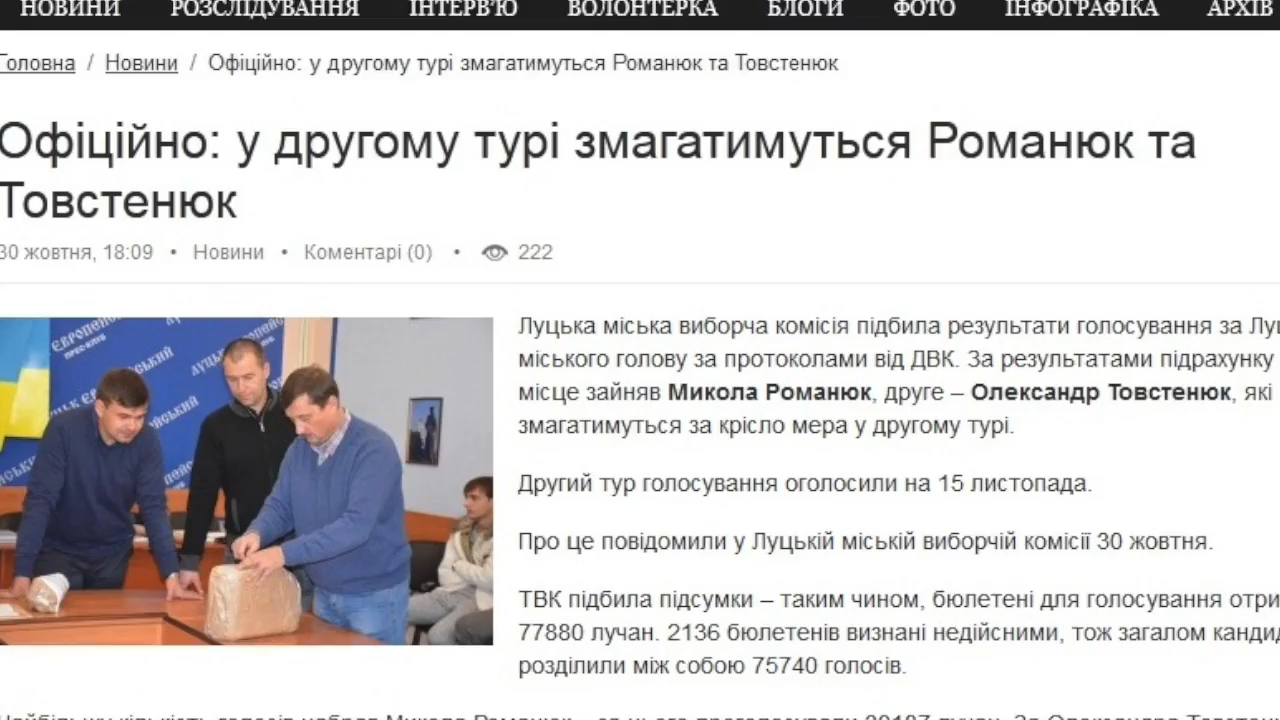 НОВИНИ РОЗСЛІДУВАННЯ ІНТЕРВ'Ю ВОЛОНТЕРКА БЛОГИ ФОТО ІНФОГРАФІКА АРХІВ
Головна / Новини / Офіційно: у другому турі змагатимуться Романюк та Товстенюк
Офіційно: у другому турі змагатимуться Романюк та
Товстенюк
30 жовтня, 18:09 • Новини • Коментарі (0) • 222
Луцька міська виборча комісія підбила результати голосування за Луц
міського голову за протоколами від ДВК. За результатами підрахунку
місце зайняв Микола Романюк, друге – Олександр Товстенюк, які
змагатимуться за крісло мера у другому турі.
Другий тур голосування оголосили на 15 листопада.
Про це повідомили у Луцькій міській виборчій комісії 30 жовтня.
ТВК підбила підсумки – таким чином, бюлетені для голосування отри
77880 лучан. 2136 бюлетенів визнані недійсними, тож загалом кандид
розділили між собою 75740 голосів.